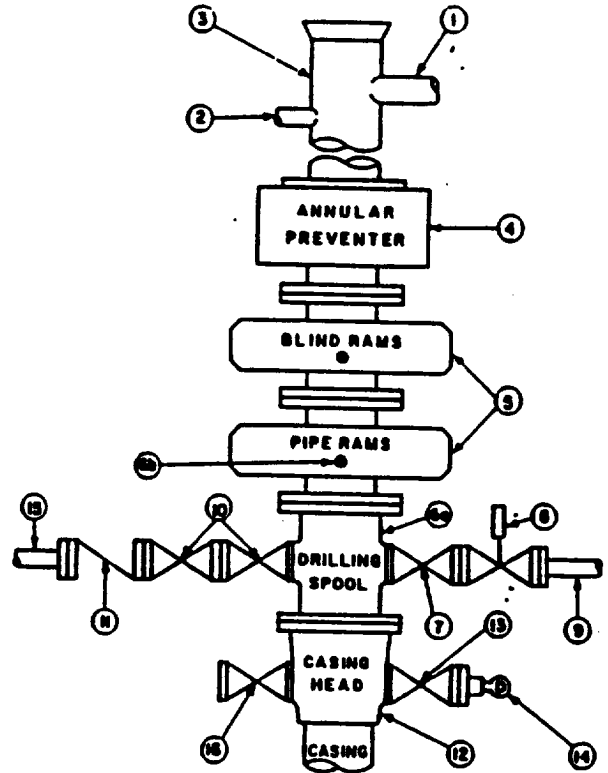 3
1
2
ANNULAR
PREVENTER
4
BLIND RAMS
5
PIPE RAMS
6b
6a
15
10
8
DRILLING
SPOOL
11
7
13
9
CASING
HEAD
16
12
14
CASING